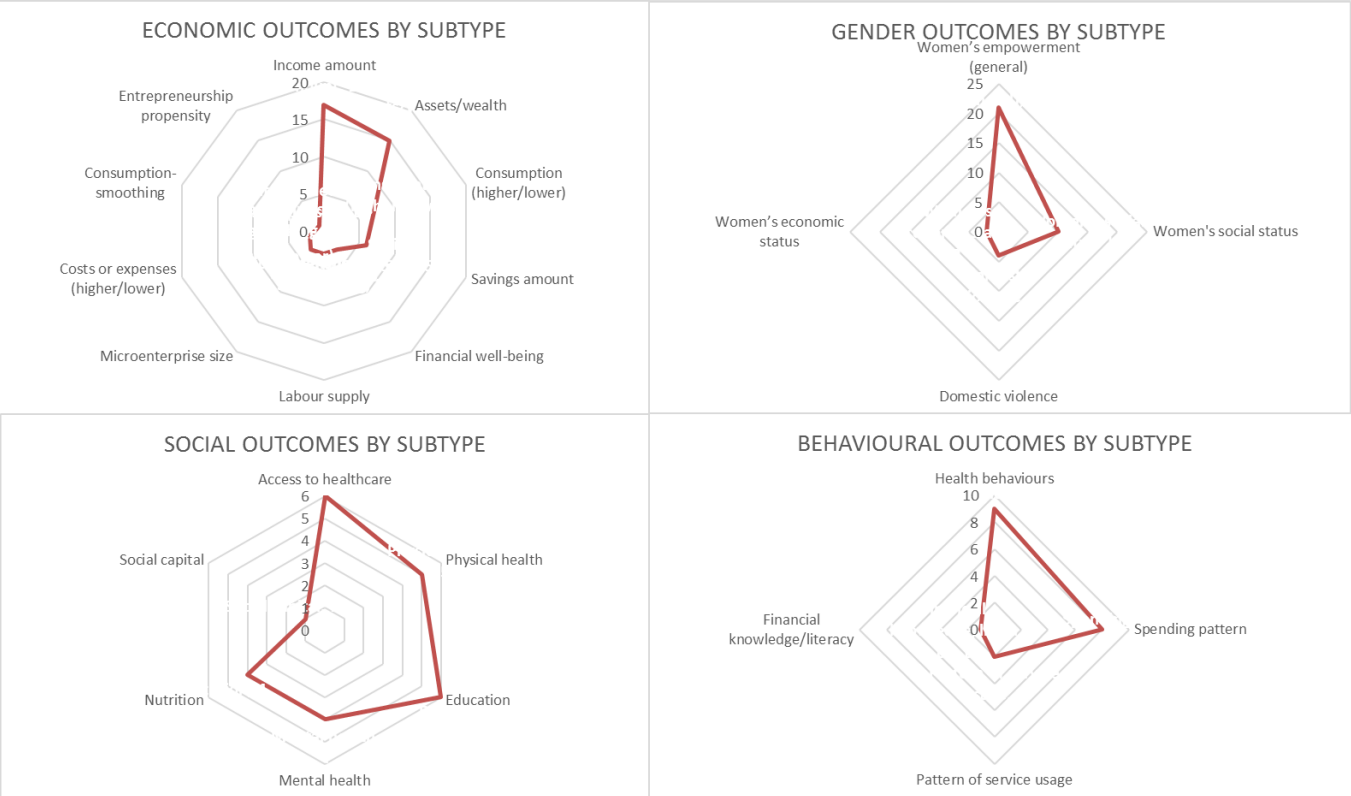 ECONOMIC OUTCOMES BY SUBTYPE
Income amount
20
15
10
5
0
Assets/wealth
Consumption
(higher/lower)
Savings amount
Financial well-being
Labour supply
Microenterprise size
Costs or expenses
(higher/lower)
Consumption-
smoothing
Entrepreneurship
propensity
GENDER OUTCOMES BY SUBTYPE
Women's empowerment
(general)
25
20
15
10
5
0
Women's social status
Domestic violence
Women's economic
status
SOCIAL OUTCOMES BY SUBTYPE
Access to healthcare
6
5
4
3
2
1
0
Physical health
Education
Mental health
Nutrition
Social capital
BEHAVIOURAL OUTCOMES BY SUBTYPE
Health behaviours
10
8
6
4
2
0
Spending pattern
Pattern of service usage
Financial
knowledge/literacy